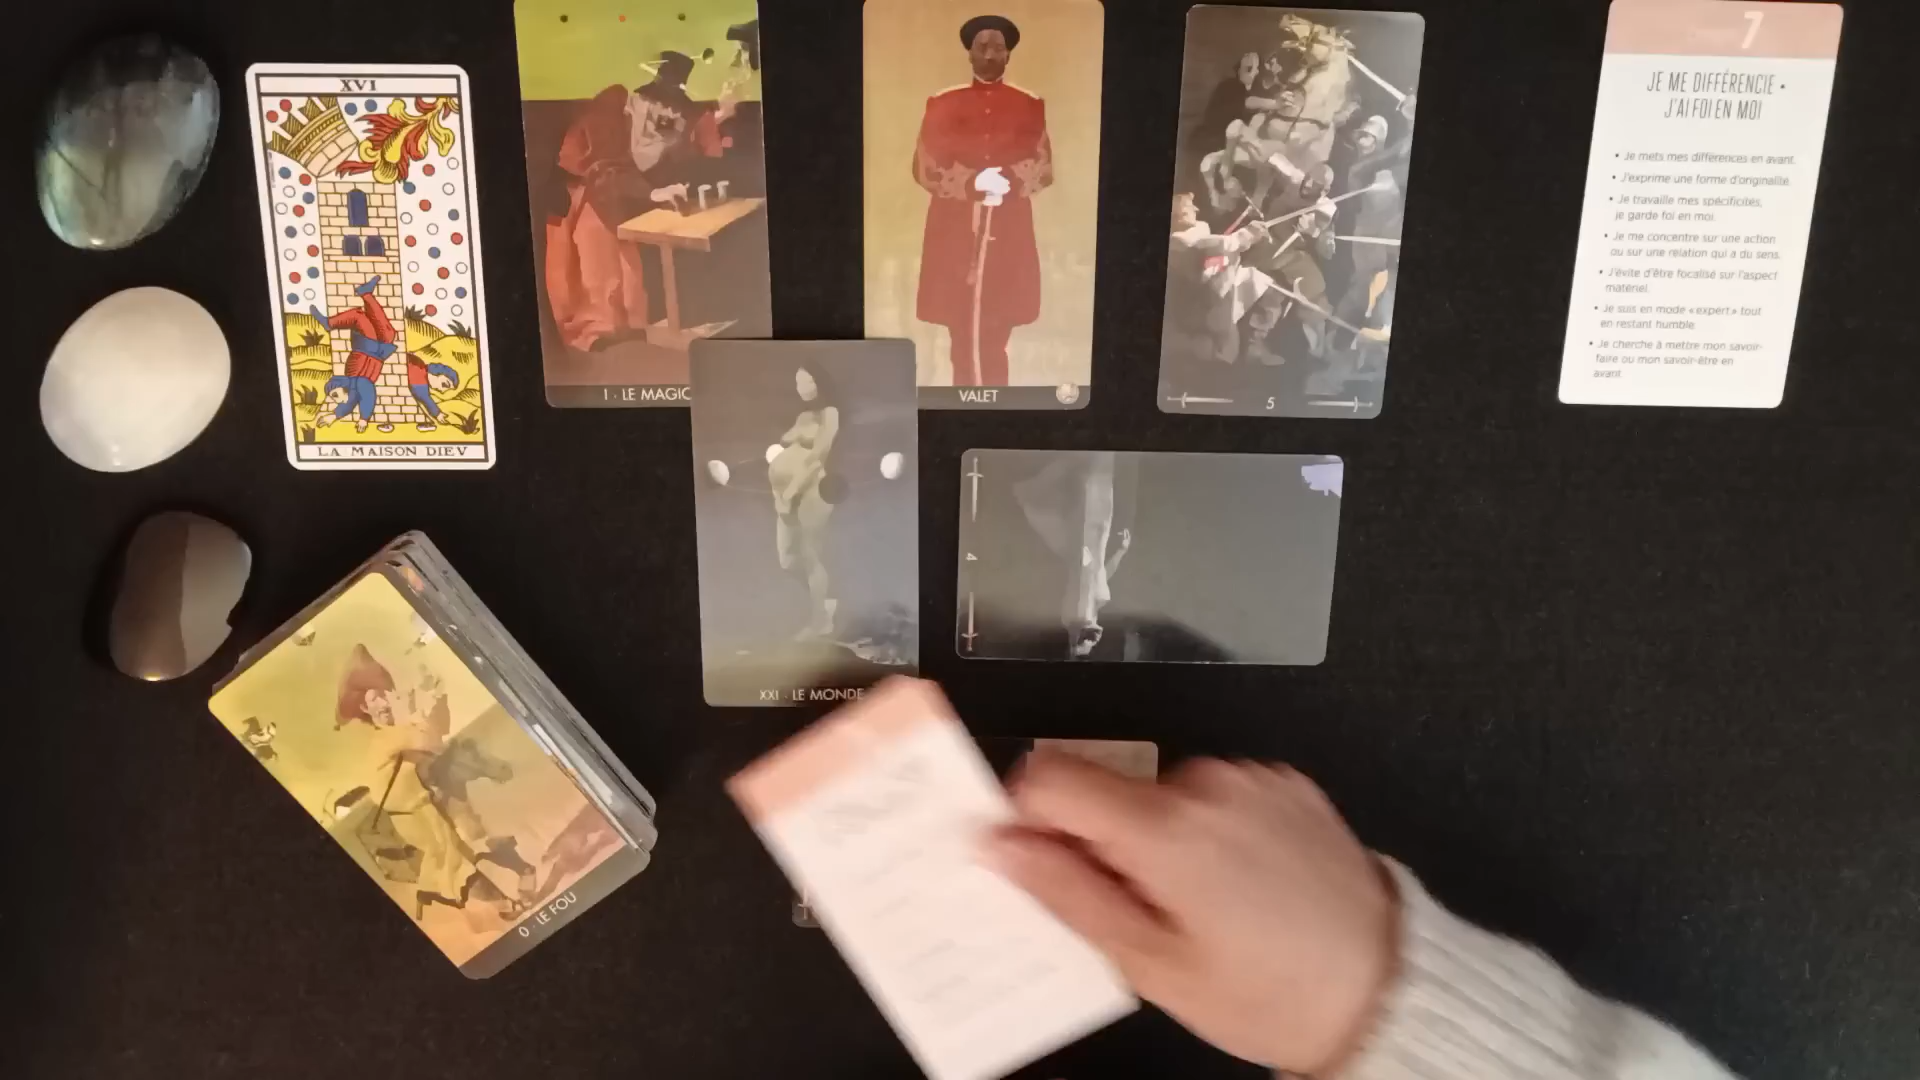 XVI
LA MAISON DIEV
I · LE MAGIC
VALET
5
7
JE ME DIFFÉRENCIE •
J'AI FOI EN MOI
• Je mets mes différences en avant.
• J'exprime une forme d'originalité.
• Je travaille mes spécificités,
je garde foi en moi.
• Je me concentre sur une action
ou sur une relation qui a du sens.
• J'évite d'être focalisé sur l'aspect
matériel.
• Je suis en mode «expert» tout
en restant humble.
• Je cherche à mettre mon savoir-
faire ou mon savoir-être en
avant.
4
XXI · LE MONDE
0 · LE FOU